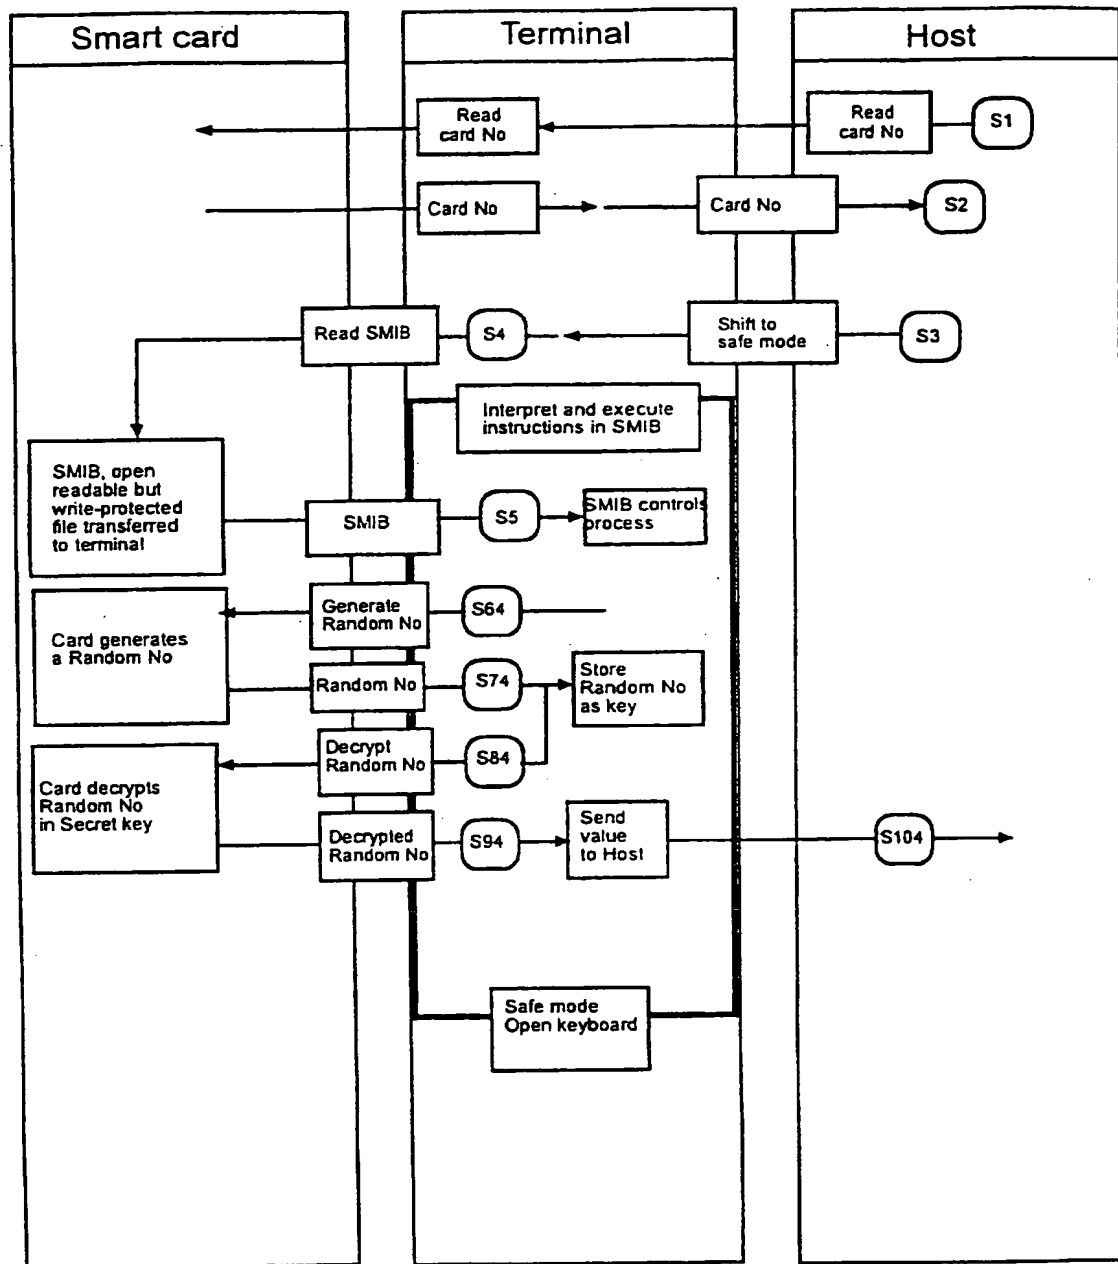 Smart card
Terminal
Host
Read
card No
Read
card No
S1
Card No
Card No
S2
Read SMIB
S4
Shift to
safe mode
S3
Interpret and execute
instructions in SMIB
SMIB, open
readable but
write-protected
file transferred
to terminal
SMIB
S5
SMIB controls
process
Generate
Random No
S64
Card generates
a Random No
Random No
S74
Store
Random No
as key
Decrypt
Random No
S84
Card decrypts
Random No
in Secret key
Decrypted
Random No
S94
Send
value
to Host
S104
Safe mode
Open keyboard